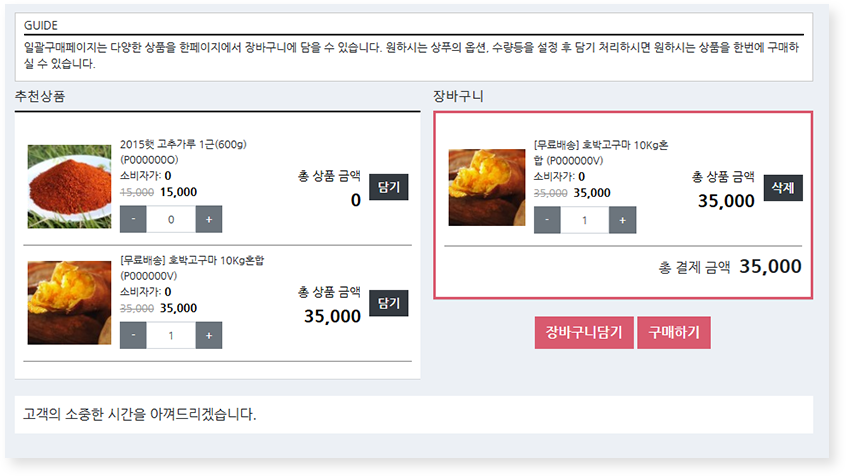 GUIDE
일괄구매페이지는 다양한 상품을 한페이지에서 장바구니에 담을 수 있습니다. 원하시는 상푸의 옵션, 수량등을 설정 후 담기 처리하시면 원하시는 상품을 한번에 구매하
실 수 있습니다.
추천상품
2015햇 고추가루 1근(600g)
(P000000O)
소비자가: 0
15,000 15,000
- 0 +
총 상품 금액
0
담기
[무료배송] 호박고구마 10Kg혼합
(P000000V)
소비자가: 0
35,000 35,000
- 1 +
총 상품 금액
35,000
담기
장바구니
[무료배송] 호박고구마 10Kg혼
합 (P000000V)
소비자가: 0
35,000 35,000
- 1 +
총 상품 금액
35,000
삭제
총 결제 금액 35,000
장바구니담기 구매하기
고객의 소중한 시간을 아껴드리겠습니다.